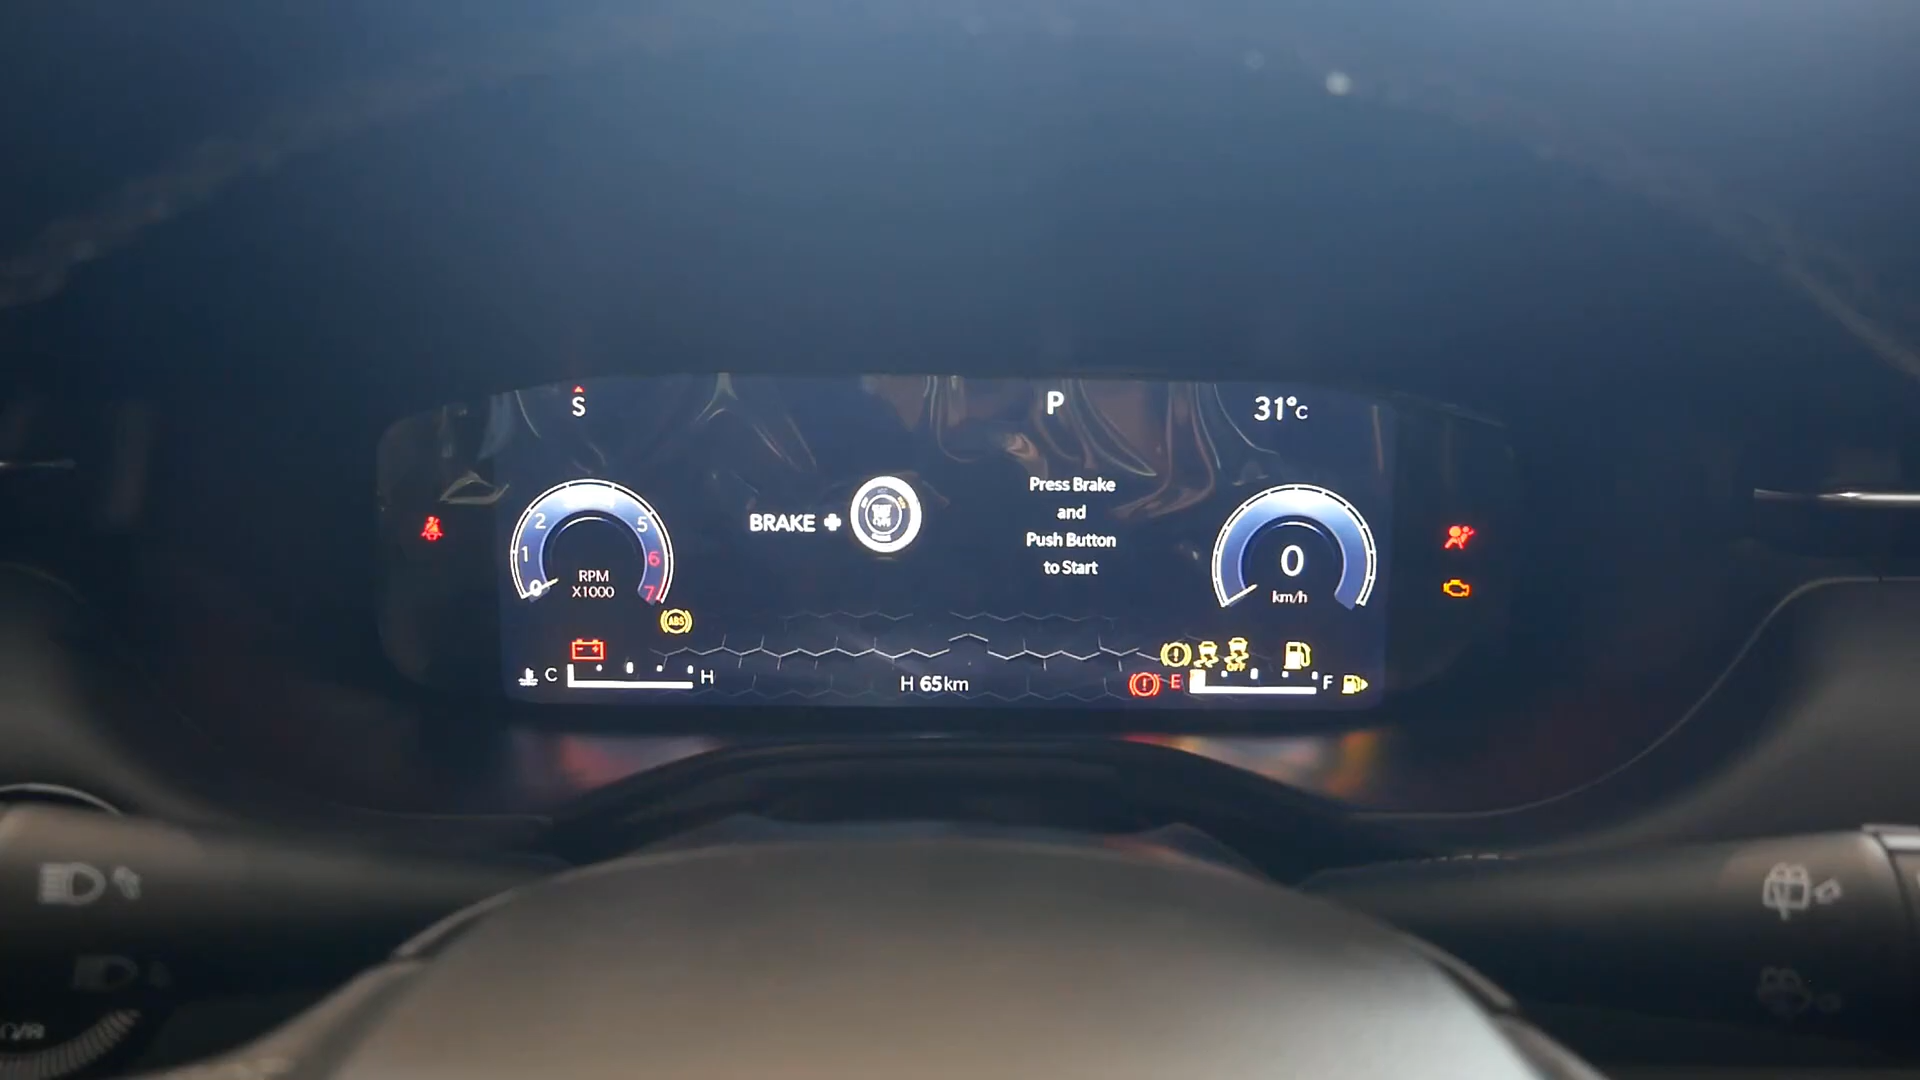 S
P
31°C
2
5
1
6
0
7
RPM
X1000
BRAKE +
Press Brake
and
Push Button
to Start
0
km/h
ABS
OFF
C
H
H 65km
E
F